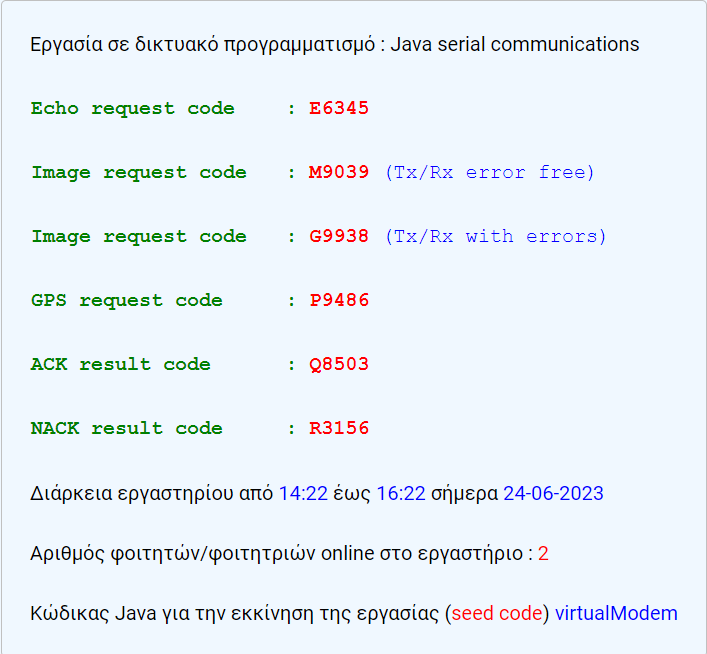 Εργασία σε δικτυακό προγραμματισμό : Java serial communications
Echo request code : E6345
Image request code : M9039 (Tx/Rx error free)
Image request code : G9938 (Tx/Rx with errors)
GPS request code : P9486
ACK result code : Q8503
NACK result code : R3156
Διάρκεια εργαστηρίου από 14:22 έως 16:22 σήμερα 24-06-2023
Αριθμός φοιτητών/φοιτητριών online στο εργαστήριο : 2
Κώδικας Java για την εκκίνηση της εργασίας (seed code) virtualModem